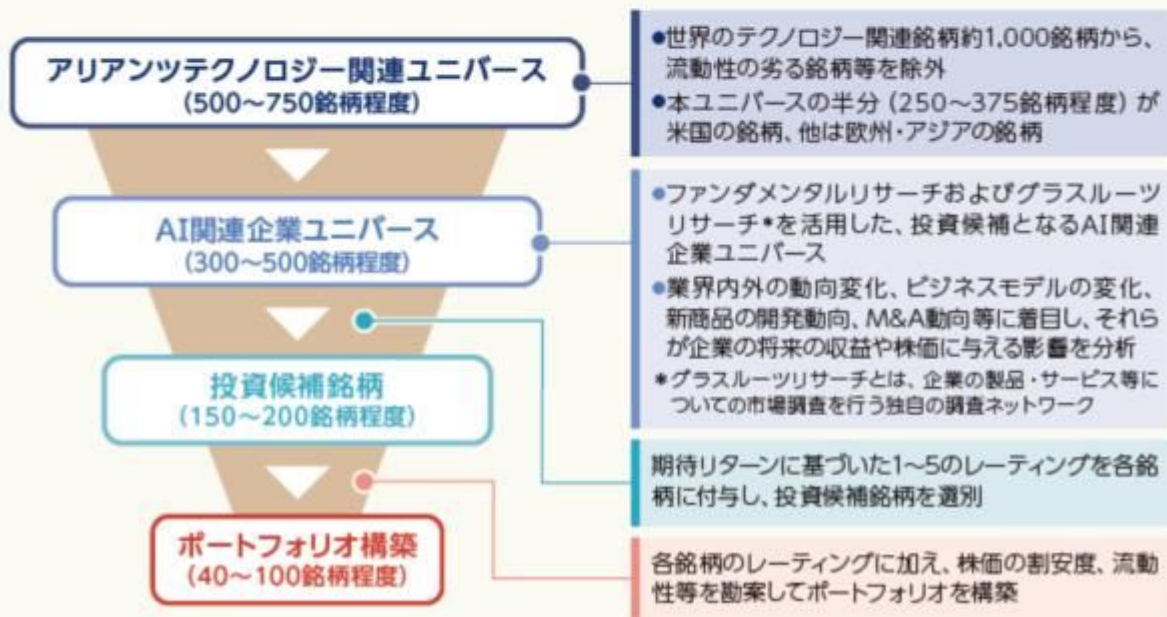 アリアンツテクノロジー関連ユニバース
(500～750銘柄程度)
●世界のテクノロジー関連銘柄約1,000銘柄から、
流動性の劣る銘柄等を除外
●本ユニバースの半分(250～375銘柄程度)が
米国の銘柄、他は欧州・アジアの銘柄
AI関連企業ユニバース
(300～500銘柄程度)
●ファンダメンタルリサーチおよびグラスルーツ
リサーチ*を活用した、投資候補となるAI関連
企業ユニバース
●業界内外の動向変化、ビジネスモデルの変化、
新商品の開発動向、M&A動向等に着目し、それら
が企業の将来の収益や株価に与える影響を分析
*グラスルーツリサーチとは、企業の製品・サービス等に
ついての市場調査を行う独自の調査ネットワーク
投資候補銘柄
(150～200銘柄程度)
期待リターンに基づいた1～5のレーティングを各銘
柄に付与し、投資候補銘柄を選別
ポートフォリオ構築
(40～100銘柄程度)
各銘柄のレーティングに加え、株価の割安度、流動
性等を勘案してポートフォリオを構築